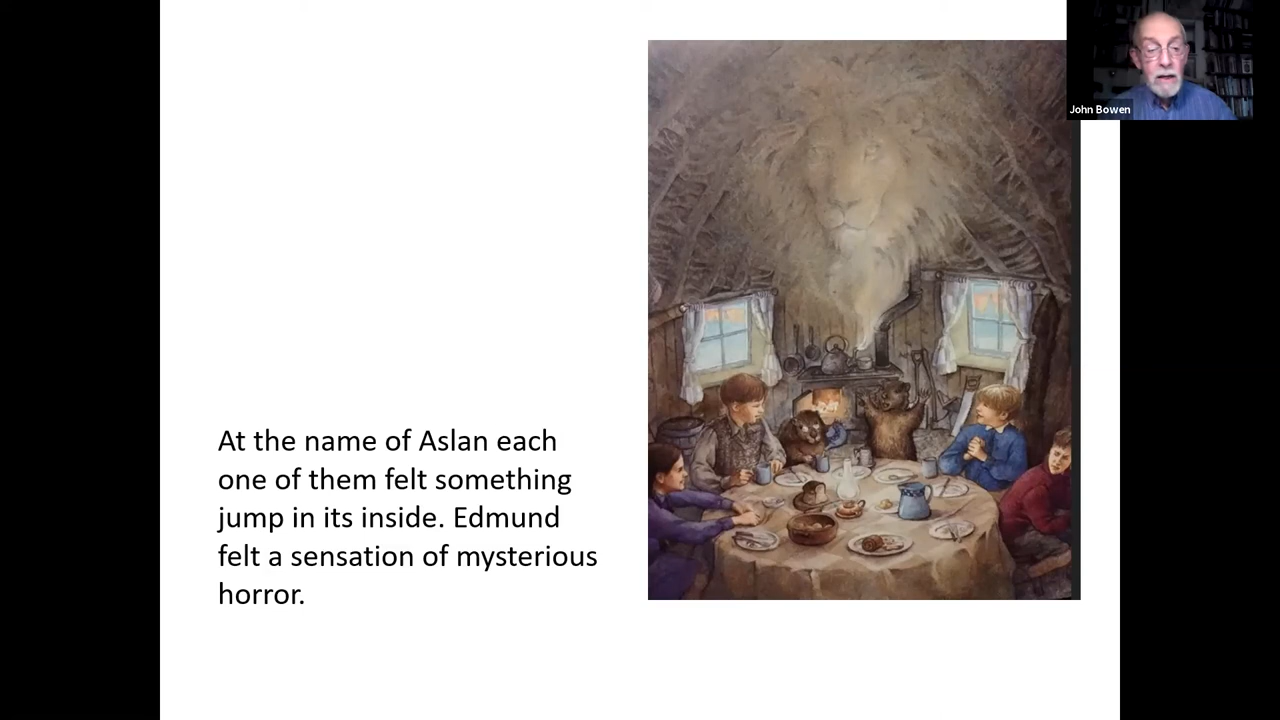 John Bowen
At the name of Aslan each
one of them felt something
jump in its inside. Edmund
felt a sensation of mysterious
horror.